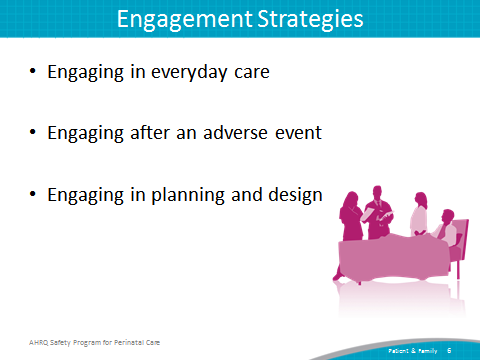 Engagement Strategies
• Engaging in everyday care
• Engaging after an adverse event
• Engaging in planning and design
AHRQ Safety Program for Perinatal Care
Patient & Family 6